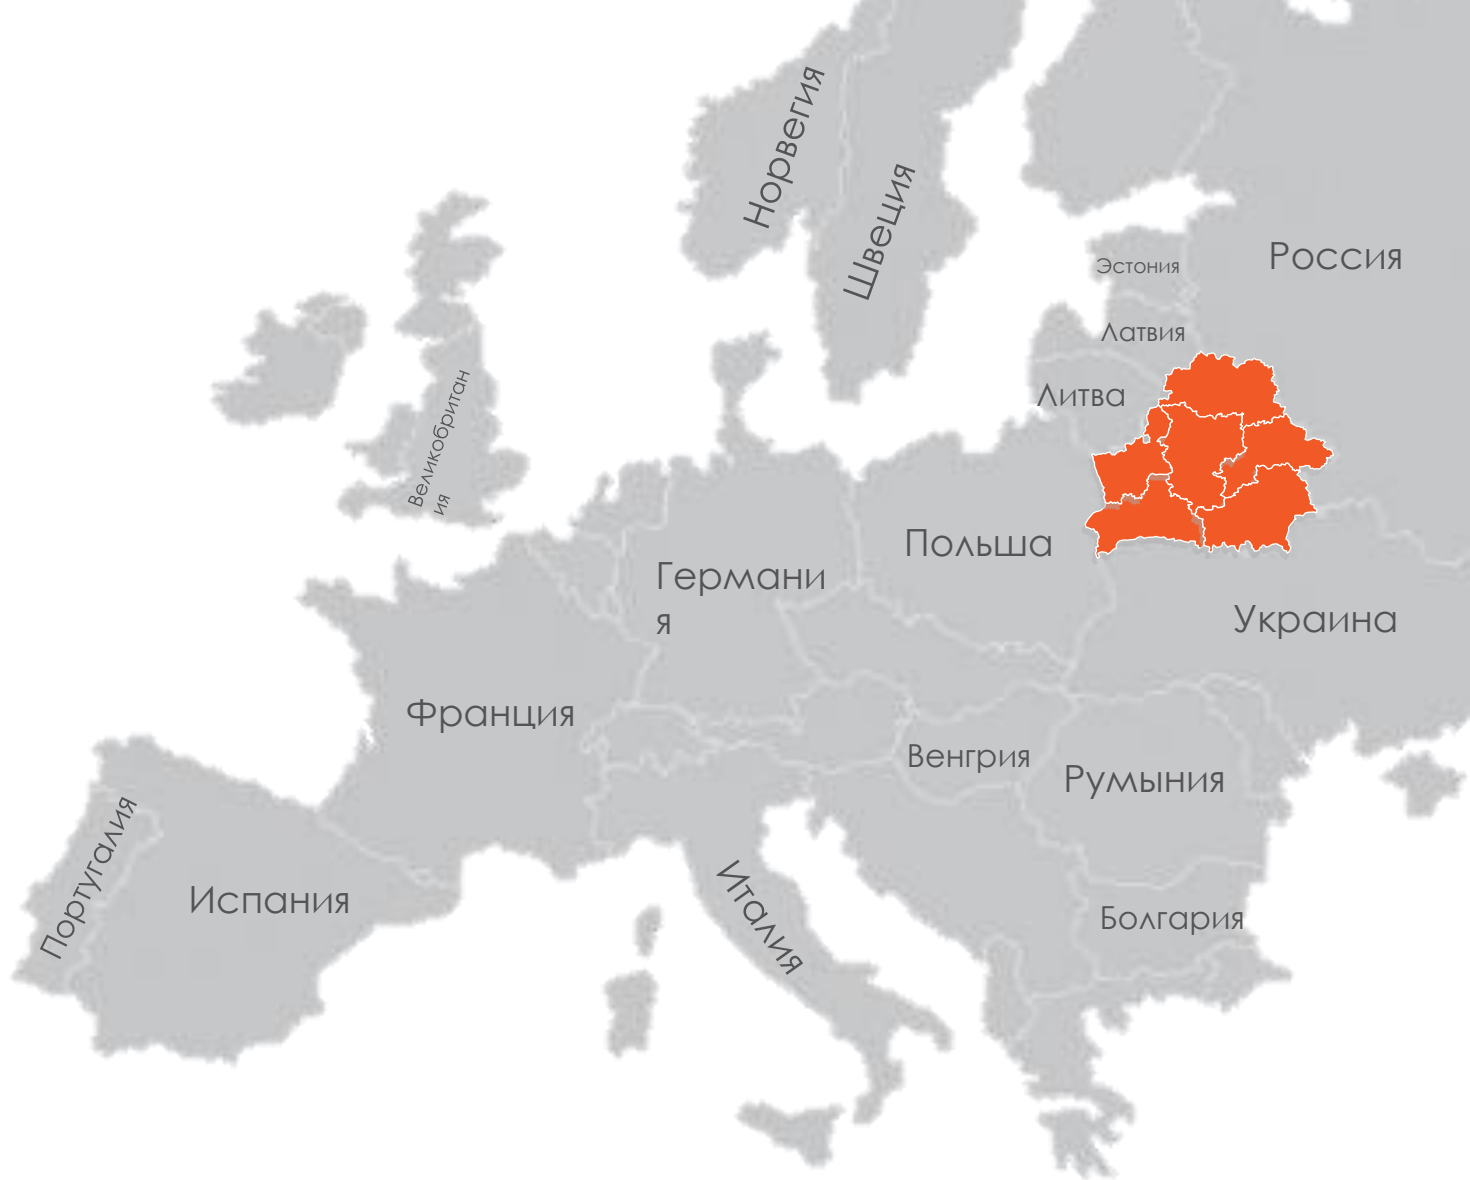 Норвегия
Швеция
Россия
Эстония
Латвия
Литва
Великобритан
ия
Польша
Германи
я
Украина
Франция
Венгрия
Румыния
Португалия
Испания
Италия
Болгария